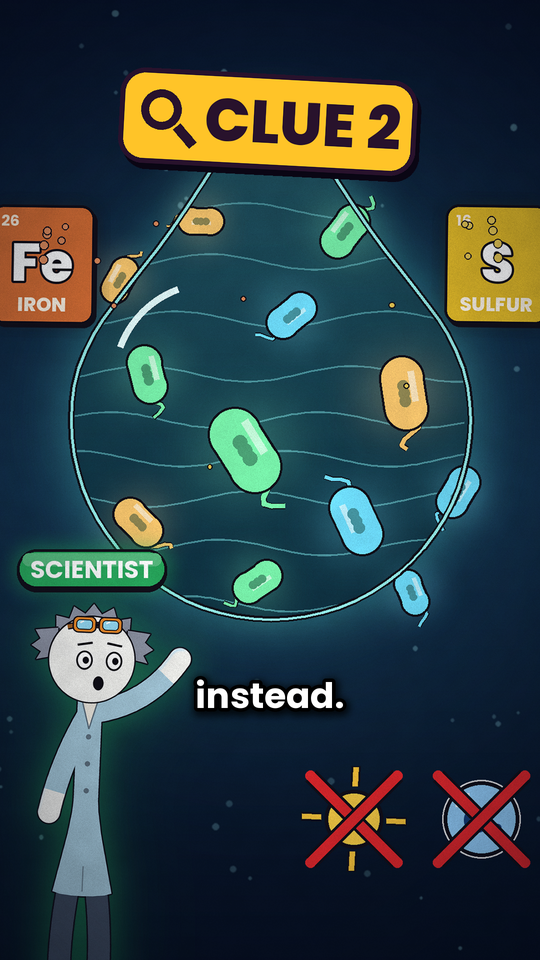 CLUE 2
26
Fe
IRON
16
S
SULFUR
SCIENTIST
instead.